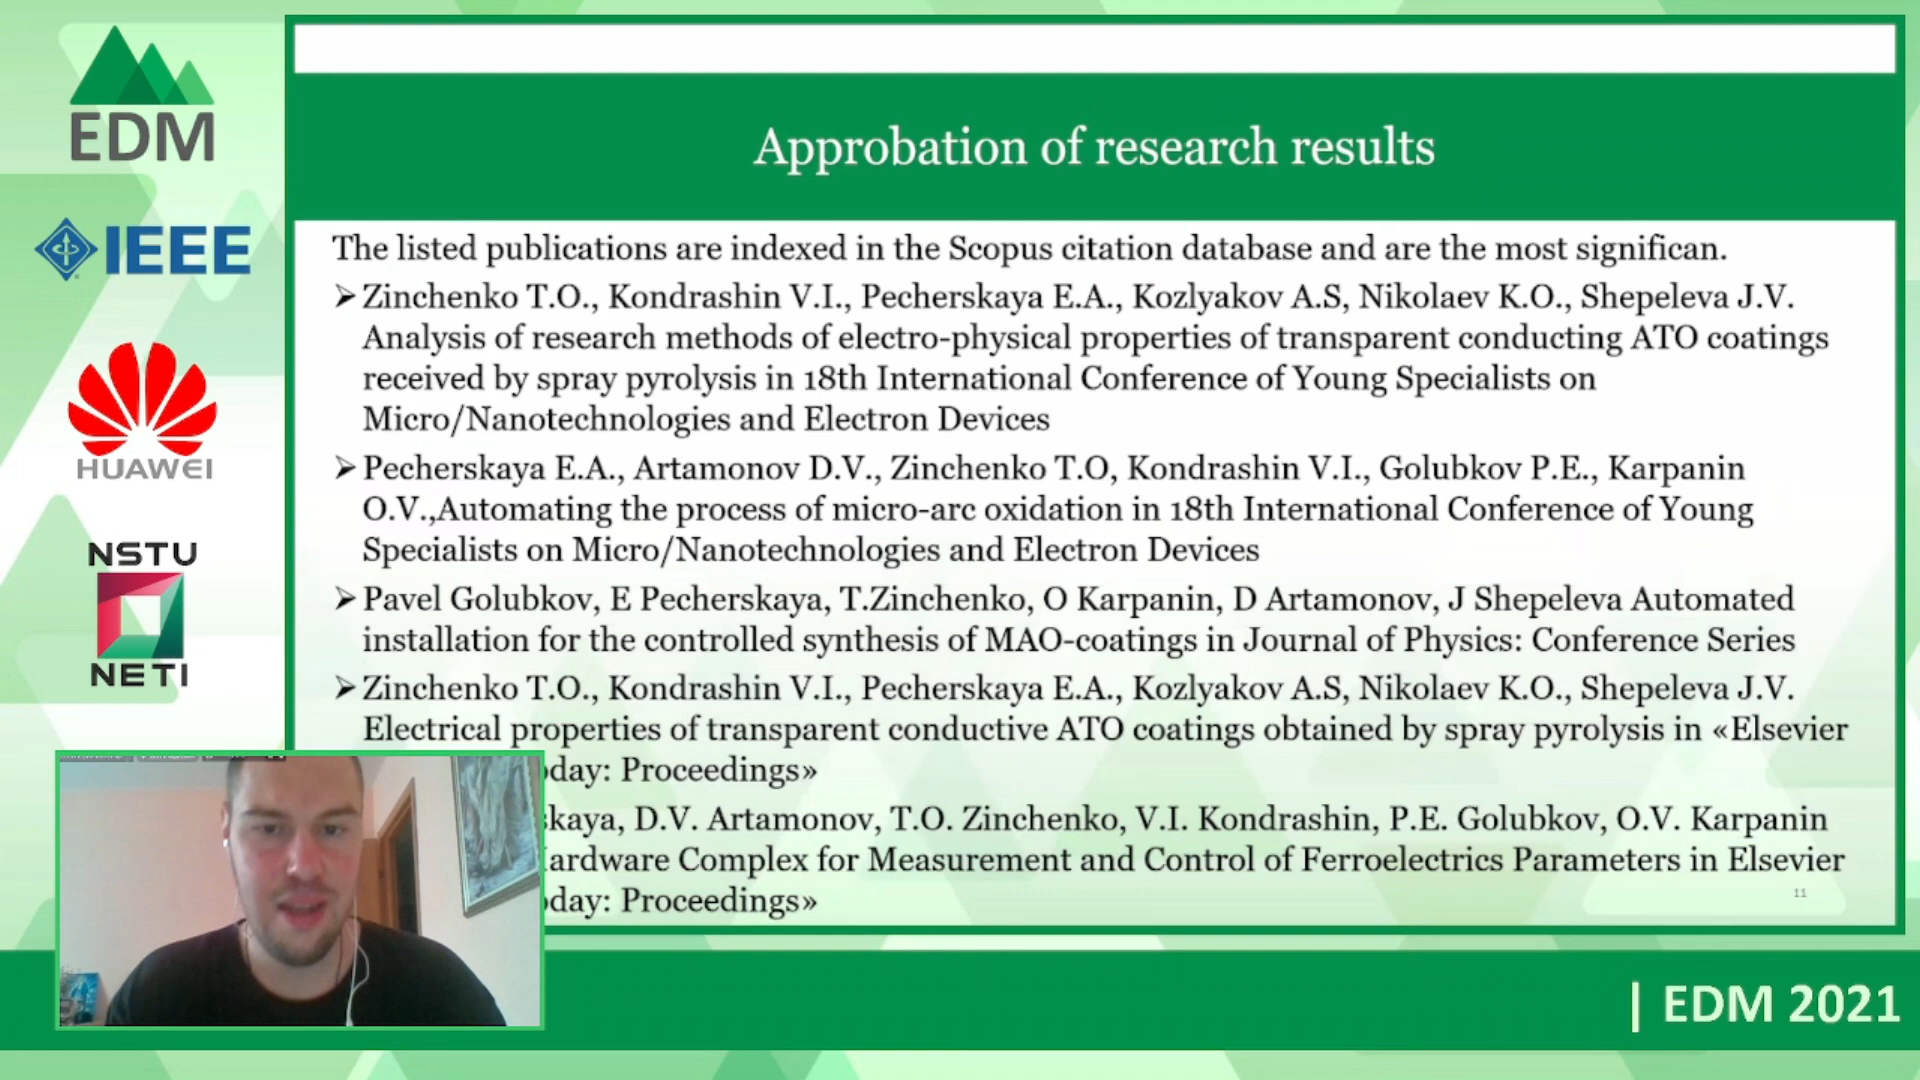 EDM
IEEE
HUAWEI
NSTU
NETI
Approbation of research results
The listed publications are indexed in the Scopus citation database and are the most significan.
➢Zinchenko T.O., Kondrashin V.I., Pecherskaya E.A., Kozlyakov A.S, Nikolaev K.O., Shepeleva J.V.
Analysis of research methods of electro-physical properties of transparent conducting ATO coatings
received by spray pyrolysis in 18th International Conference of Young Specialists on
Micro/Nanotechnologies and Electron Devices
➢Pecherskaya E.A., Artamonov D.V., Zinchenko T.O, Kondrashin V.I., Golubkov P.E., Karpanin
O.V.,Automating the process of micro-arc oxidation in 18th International Conference of Young
Specialists on Micro/Nanotechnologies and Electron Devices
➢Pavel Golubkov, E Pecherskaya, T.Zinchenko, O Karpanin, D Artamonov, J Shepeleva Automated
installation for the controlled synthesis of MAO-coatings in Journal of Physics: Conference Series
➢Zinchenko T.O., Kondrashin V.I., Pecherskaya E.A., Kozlyakov A.S, Nikolaev K.O., Shepeleva J.V.
Electrical properties of transparent conductive ATO coatings obtained by spray pyrolysis in «Elsevier
oday: Proceedings»
skaya, D.V. Artamonov, T.O. Zinchenko, V.I. Kondrashin, P.E. Golubkov, O.V. Karpanin
ardware Complex for Measurement and Control of Ferroelectrics Parameters in Elsevier
oday: Proceedings»
11
| EDM 2021